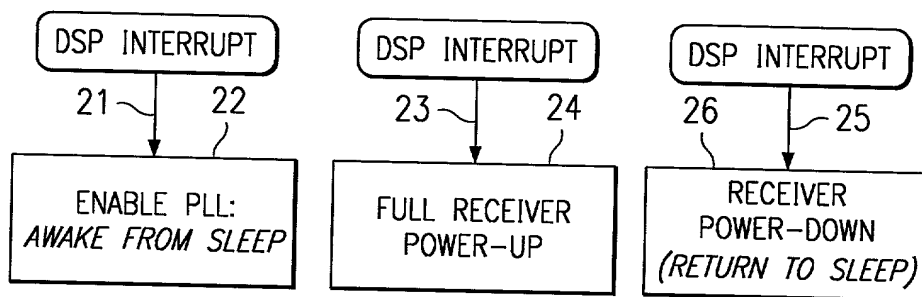 DSP INTERRUPT
DSP INTERRUPT
DSP INTERRUPT
21
22
23
24
26
25
ENABLE PLL:
AWAKE FROM SLEEP
FULL RECEIVER
POWER-UP
RECEIVER
POWER-DOWN
(RETURN TO SLEEP)